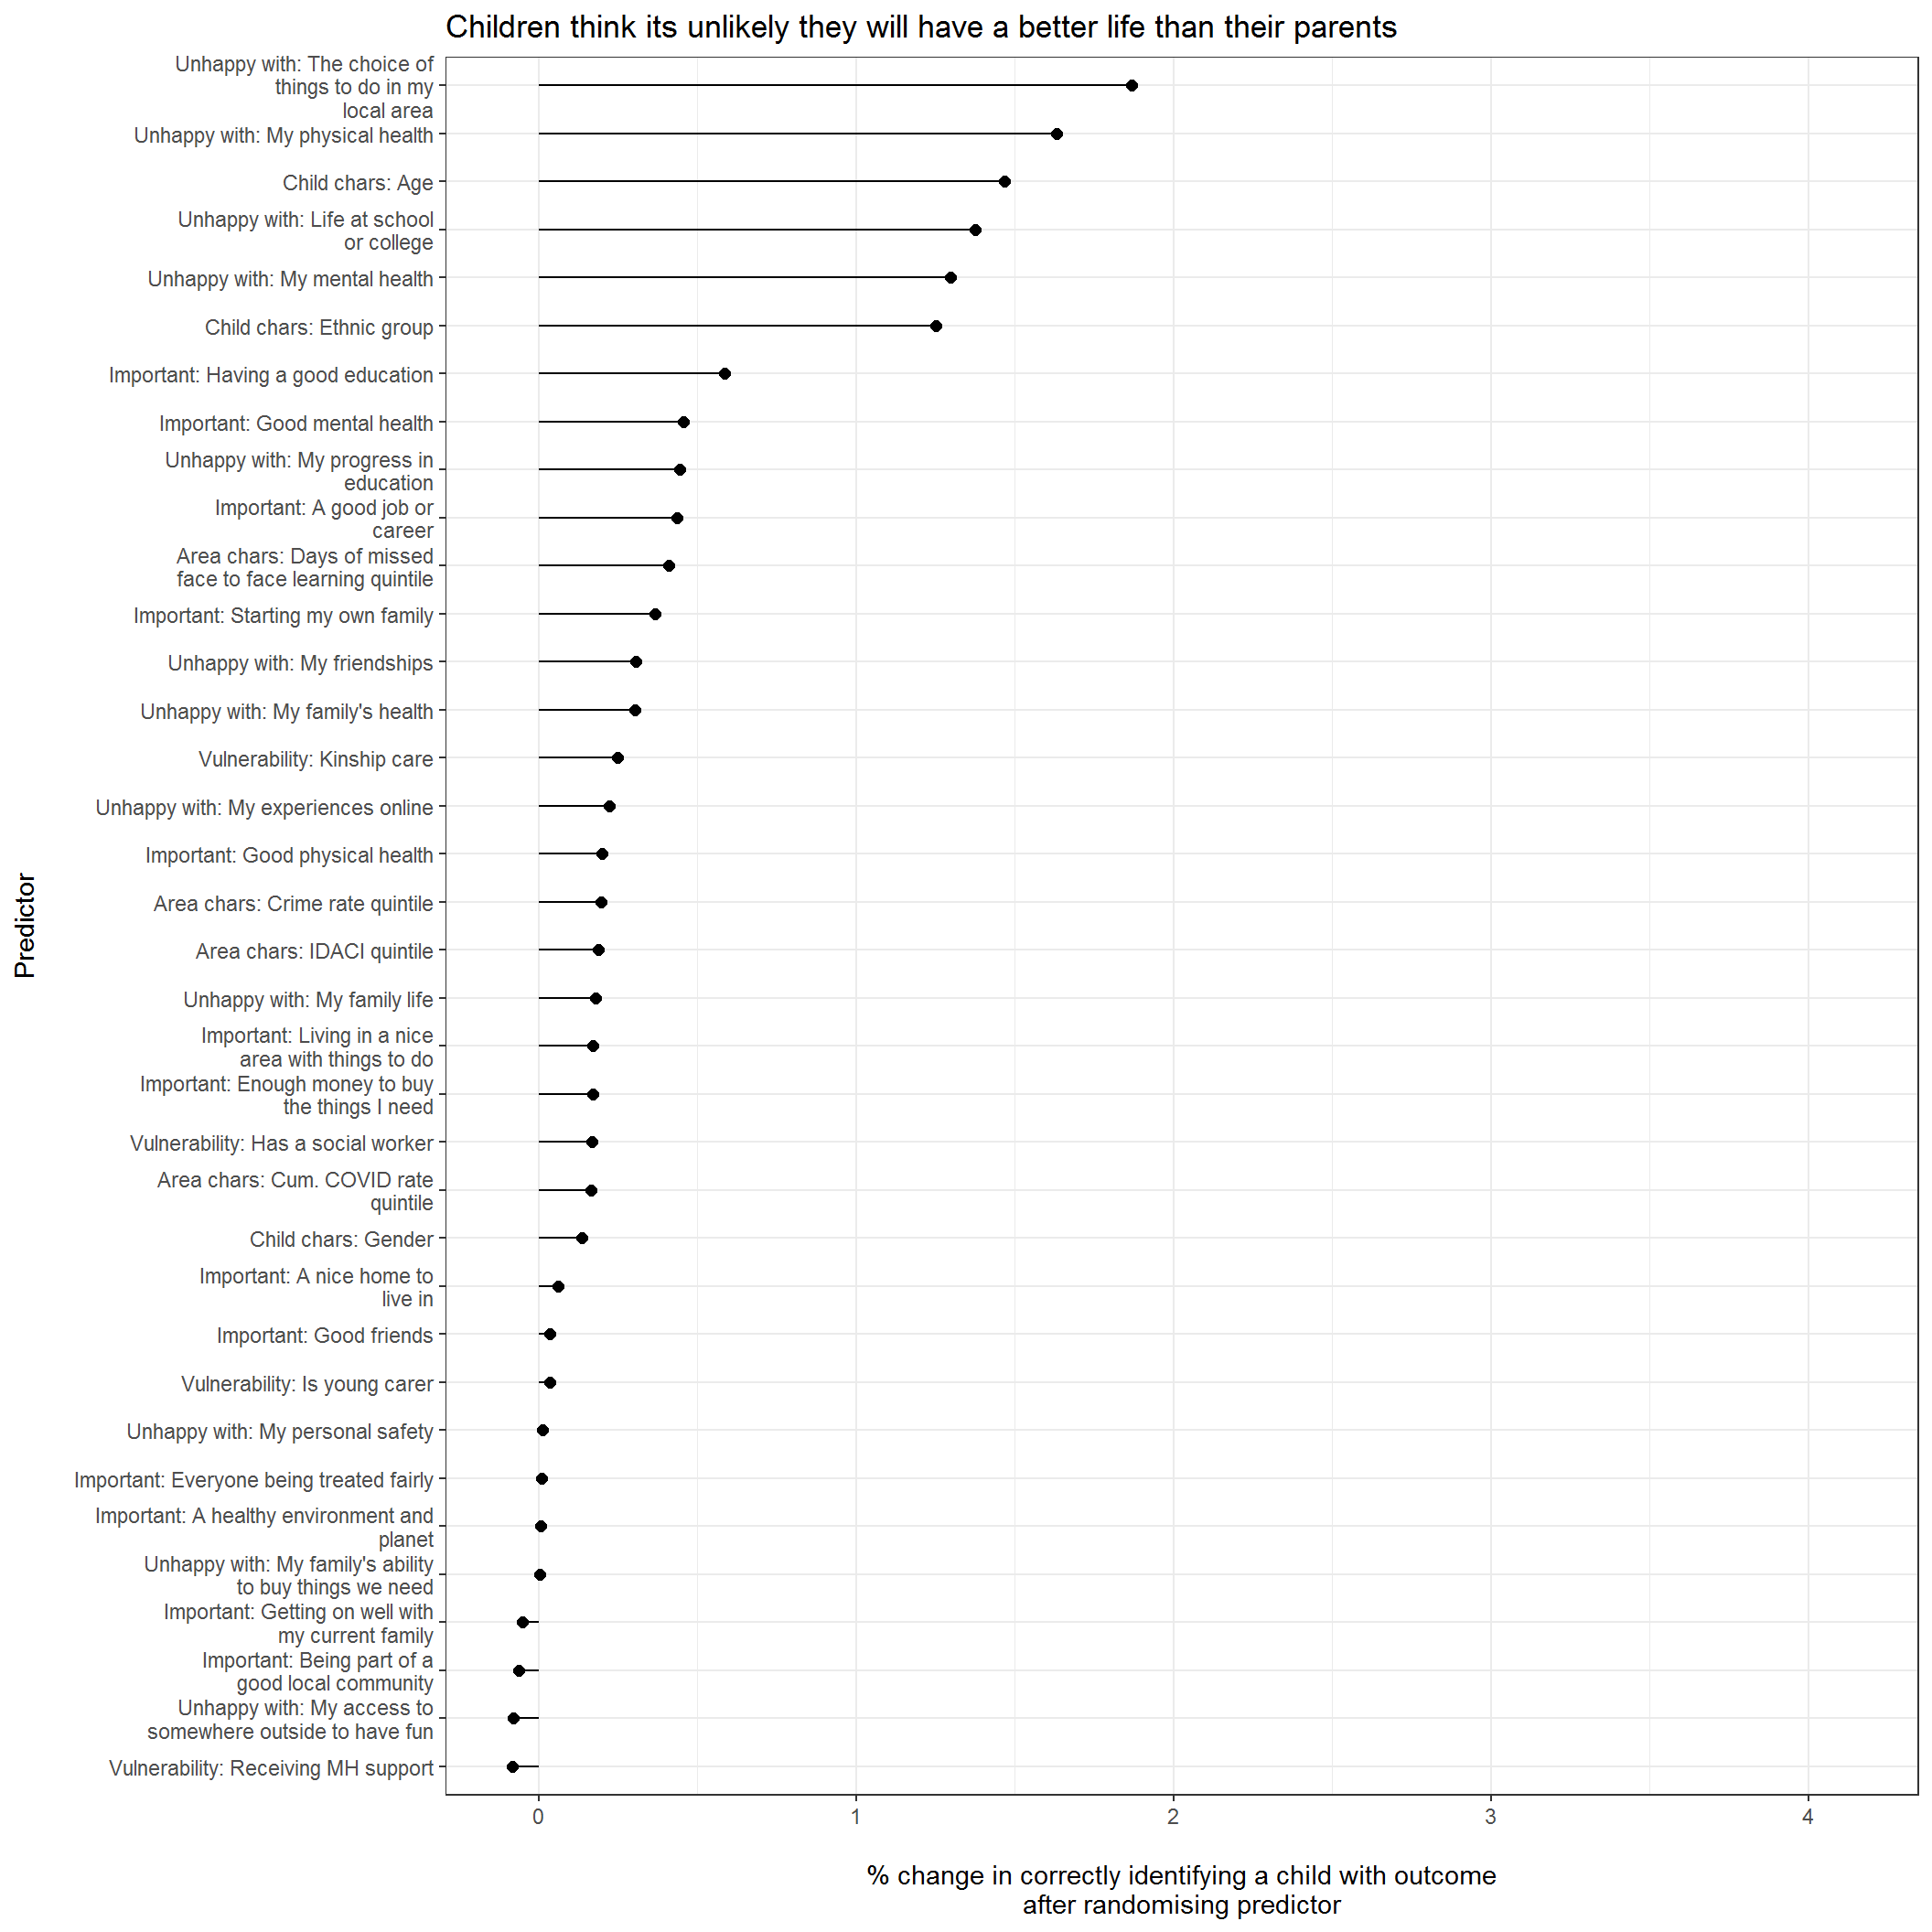 Children think its unlikely they will have a better life than their parents
Unhappy with: The choice of
things to do in my
local area
Unhappy with: My physical health
Child chars: Age
Unhappy with: Life at school
or college
Unhappy with: My mental health
Child chars: Ethnic group
Important: Having a good education
Important: Good mental health
Unhappy with: My progress in
education
Important: A good job or
career
Area chars: Days of missed
face to face learning quintile
Important: Starting my own family
Unhappy with: My friendships
Unhappy with: My family's health
Vulnerability: Kinship care
Unhappy with: My experiences online
Important: Good physical health
Area chars: Crime rate quintile
Area chars: IDACI quintile
Unhappy with: My family life
Important: Living in a nice
area with things to do
Important: Enough money to buy
the things I need
Vulnerability: Has a social worker
Area chars: Cum. COVID rate
quintile
Child chars: Gender
Important: A nice home to
live in
Important: Good friends
Vulnerability: Is young carer
Unhappy with: My personal safety
Important: Everyone being treated fairly
Important: A healthy environment and
planet
Unhappy with: My family's ability
to buy things we need
Important: Getting on well with
my current family
Important: Being part of a
good local community
Unhappy with: My access to
somewhere outside to have fun
Vulnerability: Receiving MH support
Predictor
0 1 2 3 4
% change in correctly identifying a child with outcome
after randomising predictor